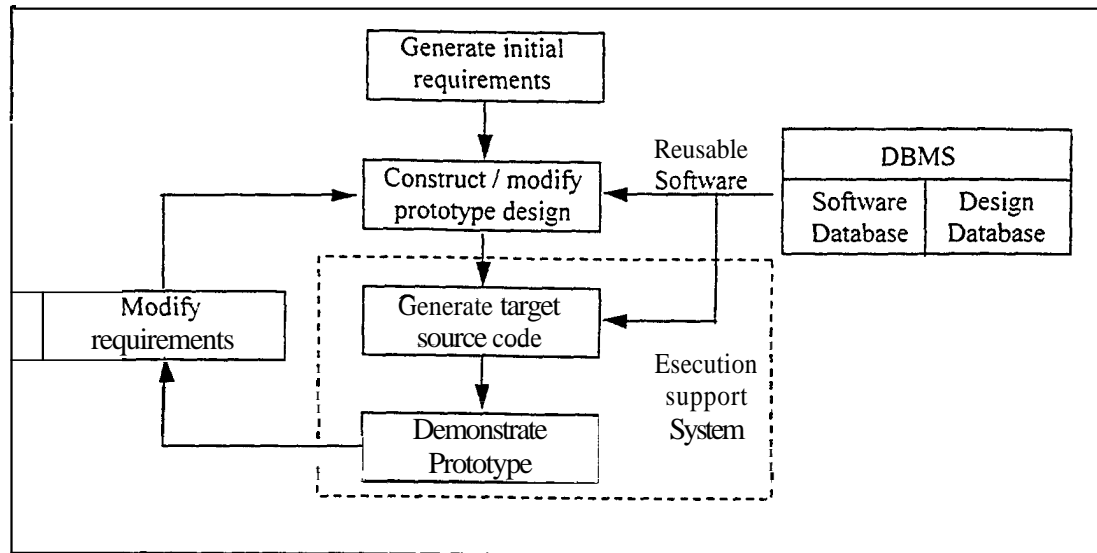 Generate initial
requirements
Reusable
Software
DBMS
Software
Database
Design
Database
Construct / modify
prototype design
Modify
requirements
Generate target
source code
Esecution
support
System
Demonstrate
Prototype